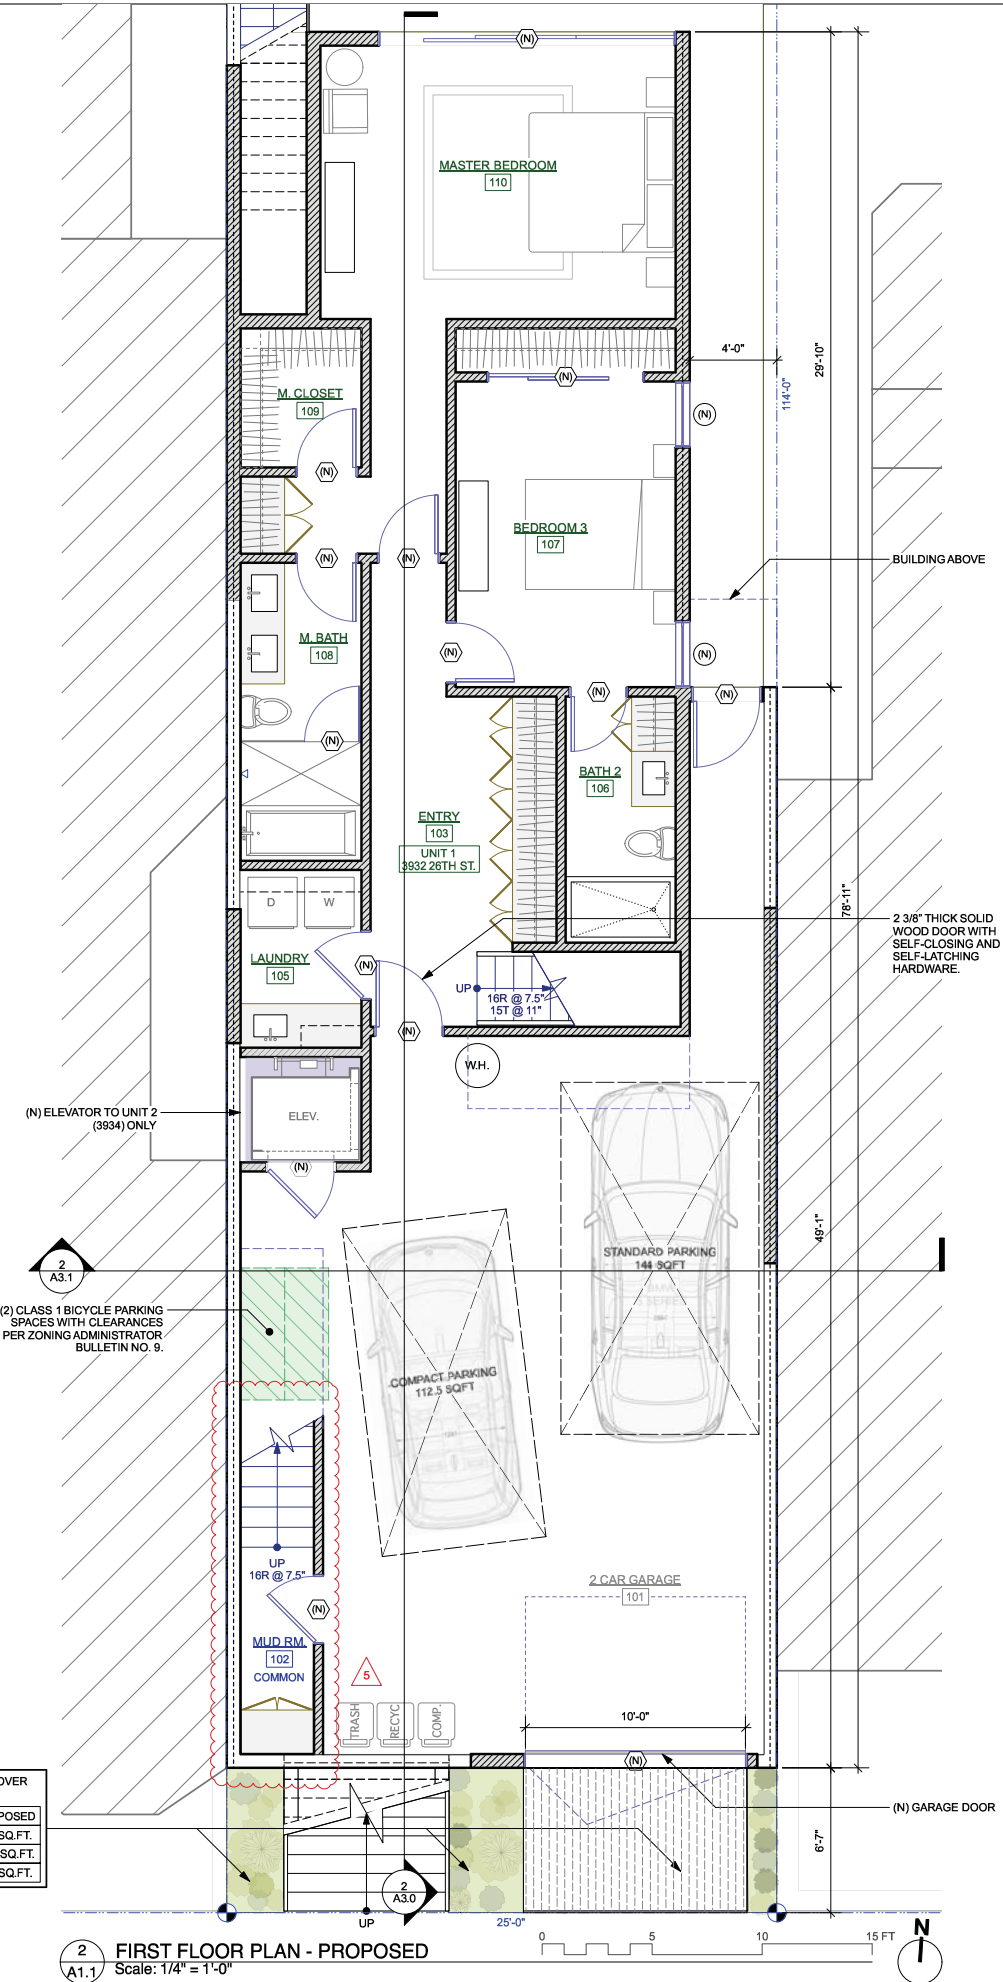 (N)
MASTER BEDROOM
110
4'-0"
29'-10"
114'-0"
(N)
M. CLOSET
109
(N)
(N)
BEDROOM 3
107
(N)
(N)
BUILDING ABOVE
M. BATH
108
(N)
(N)
(N)
(N)
(N)
BATH 2
106
ENTRY
103
UNIT 1
3932 26TH ST.
D
W
78'-11"
2 3/8" THICK SOLID
WOOD DOOR WITH
SELF-CLOSING AND
SELF-LATCHING
HARDWARE.
LAUNDRY
105
(N)
UP
16R @ 7.5"
15T @ 11"
(N)
W.H.
(N) ELEVATOR TO UNIT 2
(3934) ONLY
ELEV.
(N)
49'-1"
STANDARD PARKING
144 SQFT
2
A3.1
(2) CLASS 1 BICYCLE PARKING
SPACES WITH CLEARANCES
PER ZONING ADMINISTRATOR
BULLETIN NO. 9.
COMPACT PARKING
112.5 SQFT
UP
16R @ 7.5"
2 CAR GARAGE
101
(N)
MUD RM.
102
COMMON
5
TRASH
RECYC
COMP.
10'-0"
(N)
OVER
POSED
SQ.FT.
SQ.FT.
SQ.FT.
(N) GARAGE DOOR
6'-7"
2
A3.0
UP
25'-0"
0 5 10 15 FT
N
2
A1.1
FIRST FLOOR PLAN - PROPOSED
Scale: 1/4" = 1'-0"